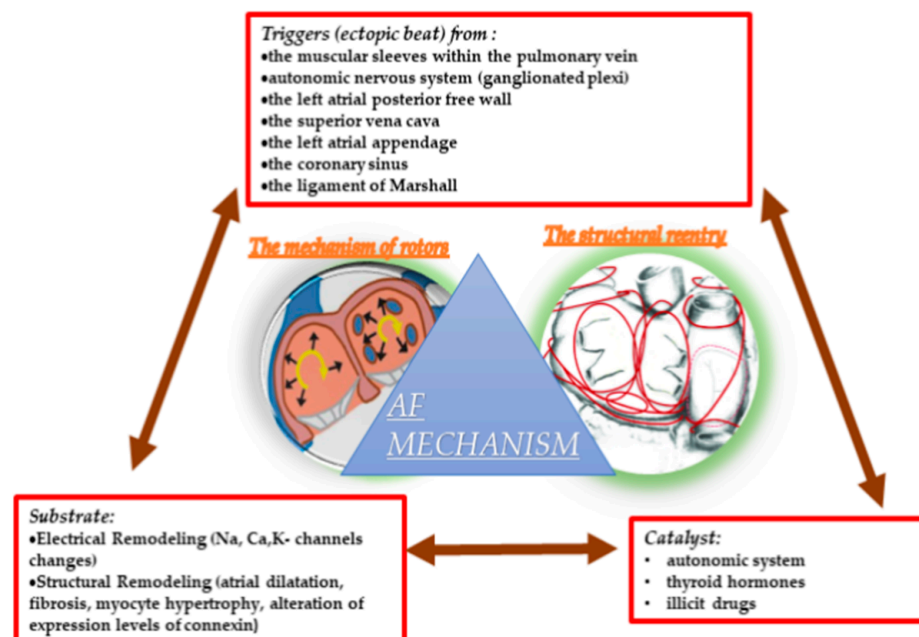 Triggers (ectopic beat) from :
•the muscular sleeves within the pulmonary vein
•autonomic nervous system (ganglionated plexi)
•the left atrial posterior free wall
•the superior vena cava
•the left atrial appendage
•the coronary sinus
•the ligament of Marshall
The mechanism of rotors
The structural reentry
AF
MECHANISM
Substrate:
•Electrical Remodeling (Na, Ca,K- channels
changes)
•Structural Remodeling (atrial dilatation,
fibrosis, myocyte hypertrophy, alteration of
expression levels of connexin)
Catalyst:
• autonomic system
• thyroid hormones
• illicit drugs